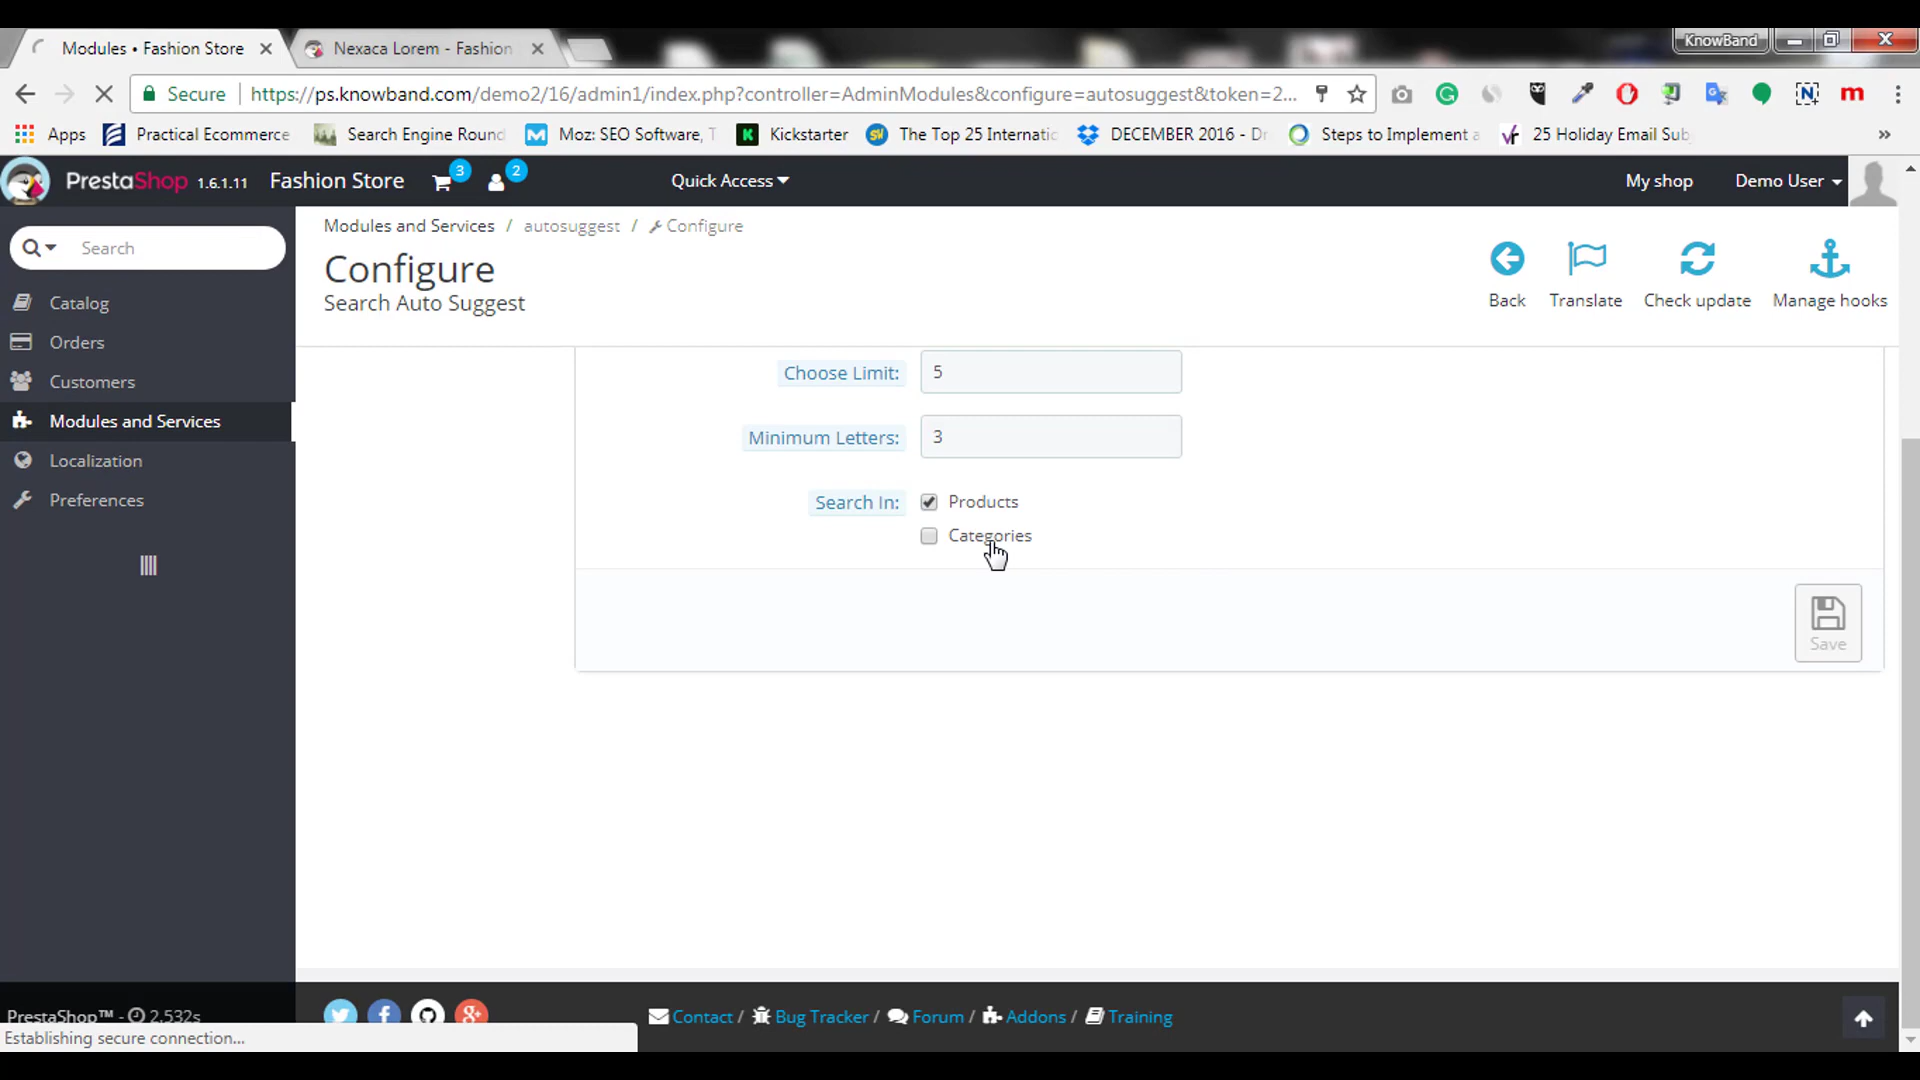 Modules • Fashion Store
Nexaca Lorem - Fashion
KnowBand
Secure
https://ps.knowband.com/demo2/16/admin1/index.php?controller=AdminModules&configure=autosuggest&token=2...
Apps
Practical Ecommerce
Search Engine Round
Moz: SEO Software, T
Kickstarter
The Top 25 Internatio
DECEMBER 2016 - Dr
Steps to Implement a
25 Holiday Email Sub
»
PrestaShop 1.6.1.11
Fashion Store
3
2
Quick Access
My shop
Demo User
Search
Catalog
Orders
Customers
Modules and Services
Localization
Preferences
Modules and Services / autosuggest / Configure
Configure
Search Auto Suggest
Back
Translate
Check update
Manage hooks
Choose Limit:
5
Minimum Letters:
3
Search In:
Products
Categories
Save
PrestaShop™ - 2.532s
Contact / Bug Tracker / Forum / Addons / Training
Establishing secure connection...